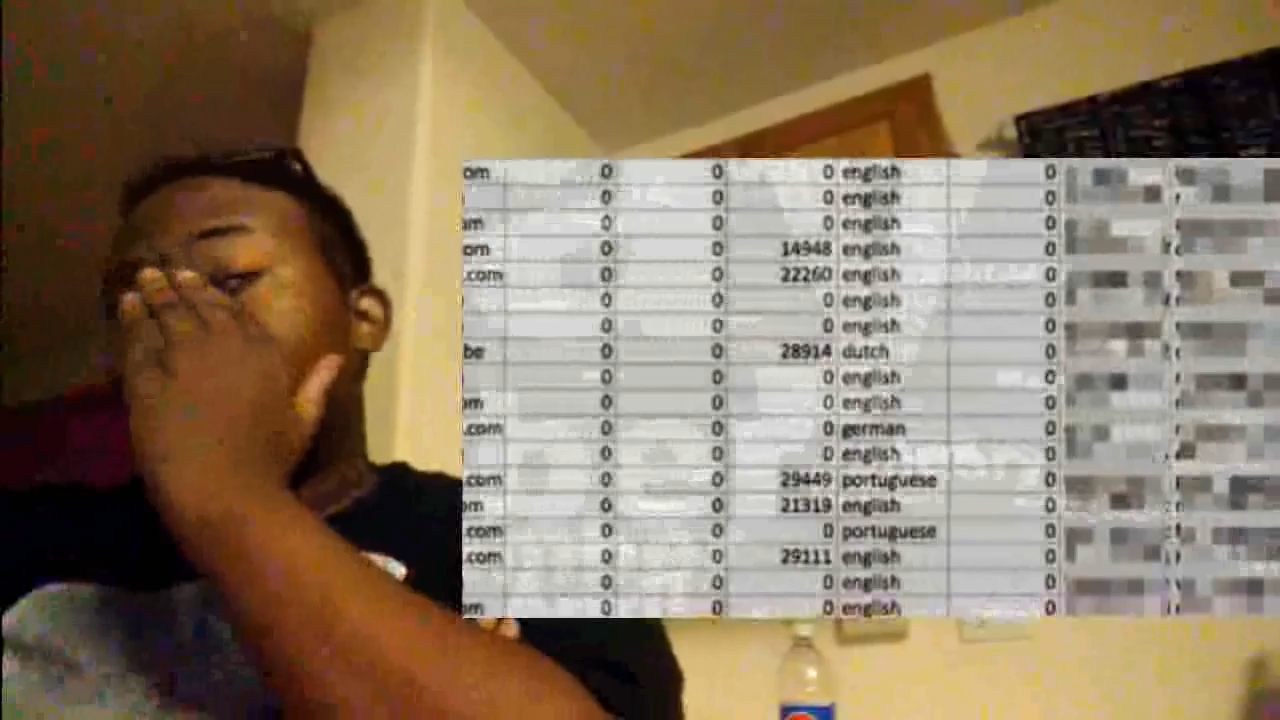 om 0 0 0 english 0
0 0 0 english 0
om 0 0 0 english 0
om 0 0 14948 english 0
.com 0 0 22260 english 0
0 0 0 english 0
0 0 0 english 0
be 0 0 28914 dutch 0
0 0 0 english 0
om 0 0 0 english 0
.com 0 0 0 german 0
0 0 0 english 0
.com 0 0 29449 portuguese 0
om 0 0 21319 english 0
.com 0 0 0 portuguese 0
.com 0 0 29111 english 0
0 0 0 english 0
om 0 0 0 english 0